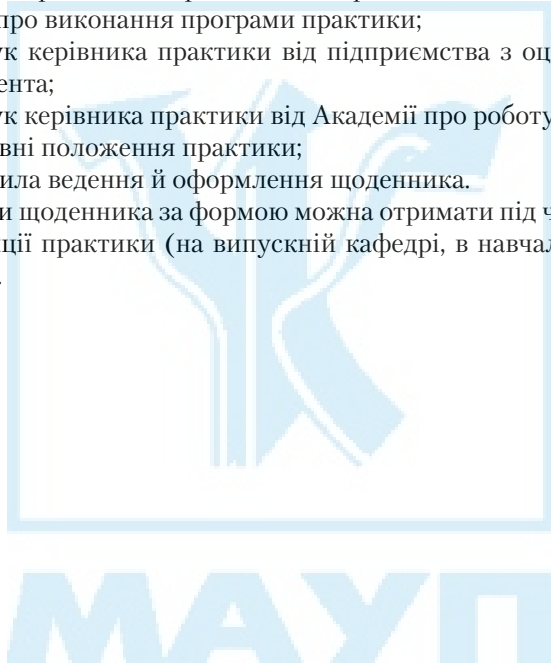 про виконання програми практики;
ук керівника практики від підприємства з оц
ента;
ук керівника практики від Академії про роботу
вні положення практики;
ила ведення й оформлення щоденника.
и щоденника за формою можна отримати під ч
ції практики (на випускній кафедрі, в навчал
.
МАУП